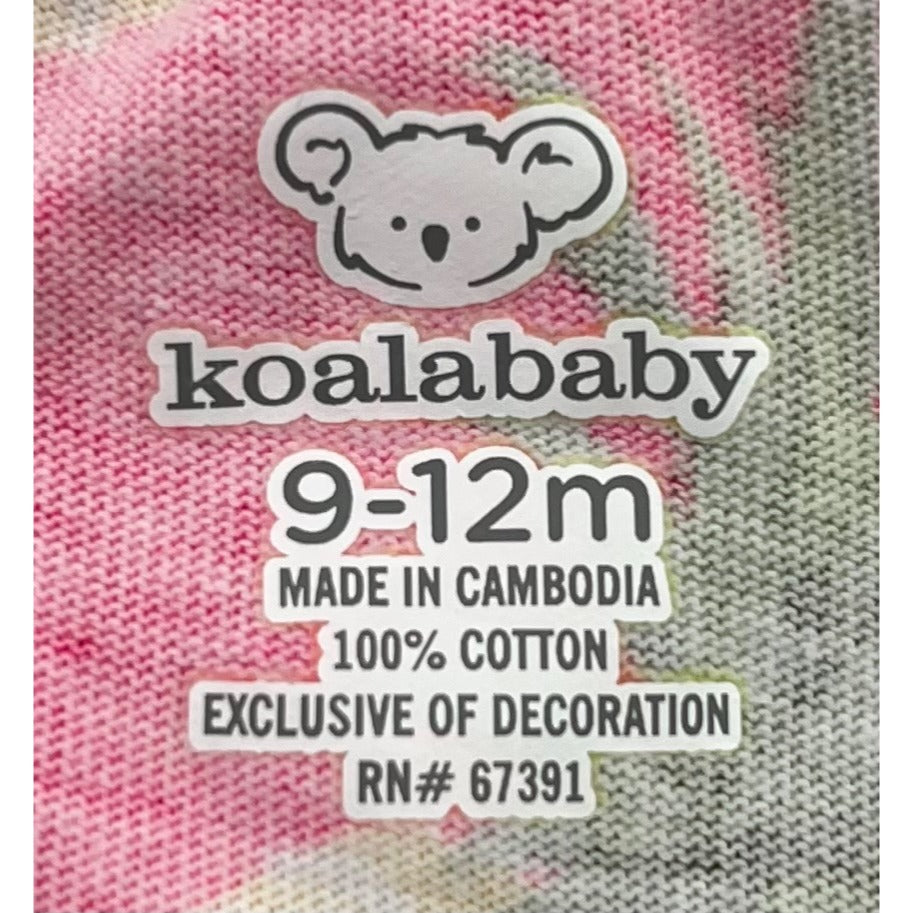 koalababy
9-12m
MADE IN CAMBODIA
100% COTTON
EXCLUSIVE OF DECORATION
RN# 67391